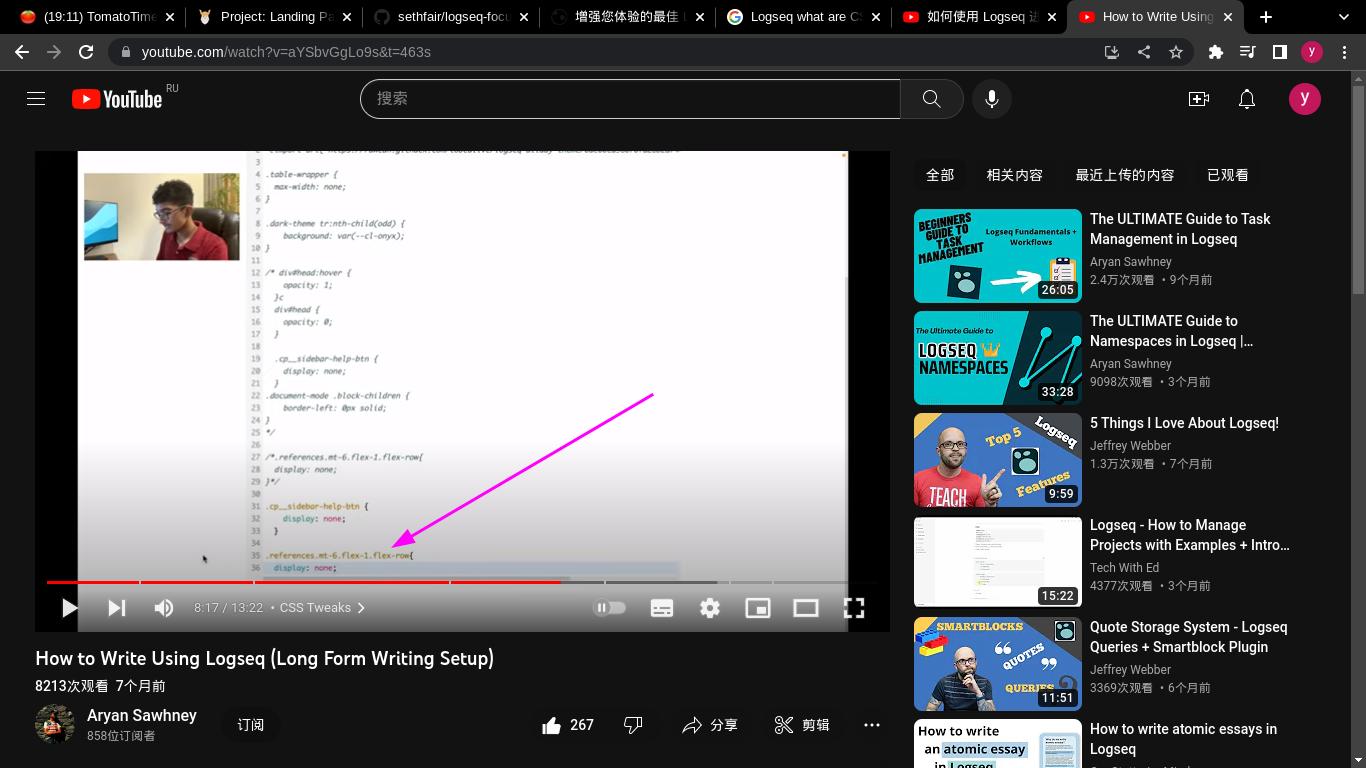 (19:11) TomatoTime
Project: Landing Pa
sethfair/logseq-focu
增强您体验的最佳
Logseq what are CS
如何使用 Logseq 进
How to Write Using
youtube.com/watch?v=aYSbvGgLo9s&t=463s
y
YouTube RU
搜索
y
3
4 .table-wrapper {
5 max-width: none;
6 }
7
8 .dark-theme tr:nth-child(odd) {
9 background: var(--cl-onyx);
10 }
11
12 /* div#head:hover {
13 opacity: 1;
14 }c
15 div#head {
16 opacity: 0;
17 }
18
19 .cp__sidebar-help-btn {
20 display: none;
21 }
22 .document-mode .block-children {
23 border-left: 0px solid;
24 }
25 */
26
27 /*.references.mt-6.flex-1.flex-row{
28 display: none;
29 }*/
30
31 .cp__sidebar-help-btn {
32 display: none;
33 }
34
35 .references.mt-6.flex-1.flex-row{
36 display: none;
8:17 / 13:22 • CSS Tweaks
How to Write Using Logseq (Long Form Writing Setup)
8213次观看 7个月前
Aryan Sawhney
858位订阅者
订阅
267
分享
剪辑
全部 相关内容 最近上传的内容 已观看
BEGINNERS GUIDE TO TASK MANAGEMENT
Logseq Fundamentals + Workflows
26:05
The ULTIMATE Guide to Task
Management in Logseq
Aryan Sawhney
2.4万次观看 • 9个月前
The Ultimate Guide to
LOGSEQ
NAMESPACES
33:28
The ULTIMATE Guide to
Namespaces in Logseq |...
Aryan Sawhney
9098次观看 • 3个月前
Top 5
Logseq
Features
TEACH
9:59
5 Things I Love About Logseq!
Jeffrey Webber
1.3万次观看 • 7个月前
15:22
Logseq - How to Manage
Projects with Examples + Intro...
Tech With Ed
4377次观看 • 3个月前
SMARTBLOCKS
QUOTES
QUERIES
11:51
Quote Storage System - Logseq
Queries + Smartblock Plugin
Jeffrey Webber
3369次观看 • 6个月前
How to write
an atomic essay
in Logseq
How to write atomic essays in
Logseq